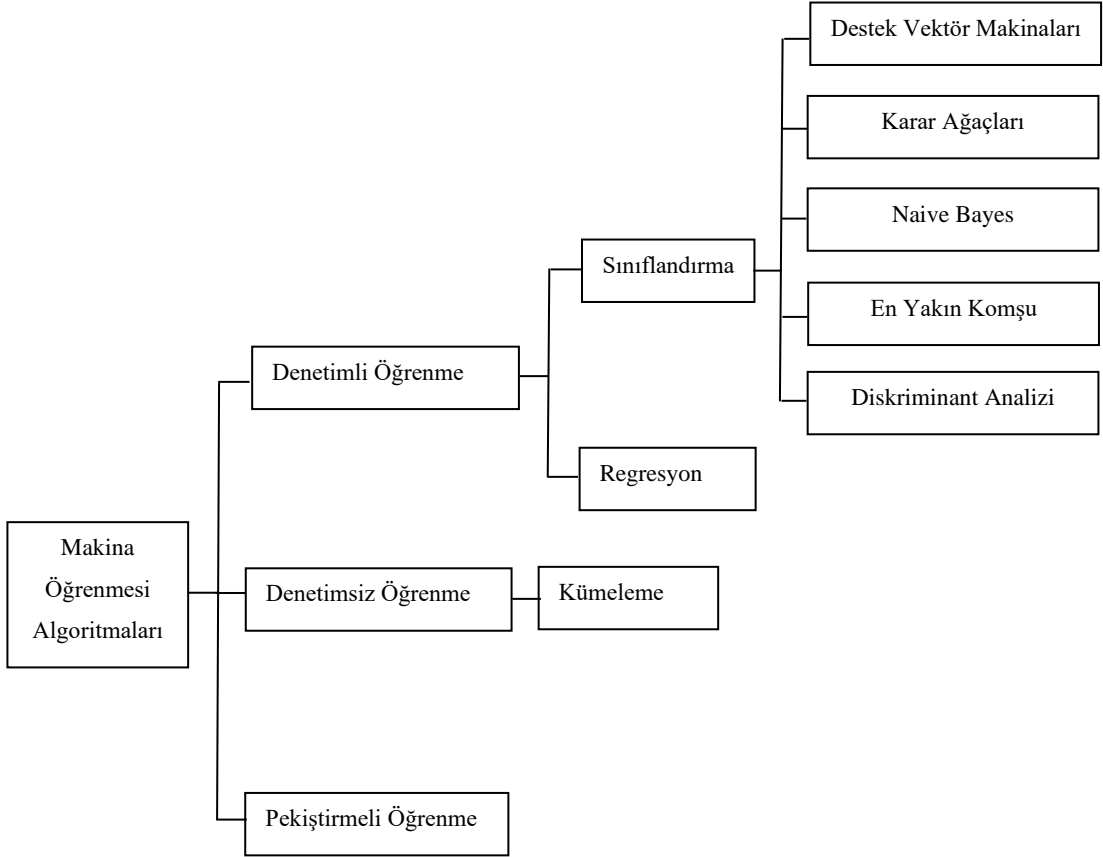 Destek Vektör Makinaları
Karar Ağaçları
Naive Bayes
Sınıflandırma
En Yakın Komşu
Denetimli Öğrenme
Diskriminant Analizi
Regresyon
Makina
Öğrenmesi
Algoritmaları
Denetimsiz Öğrenme
Kümeleme
Pekiştirmeli Öğrenme